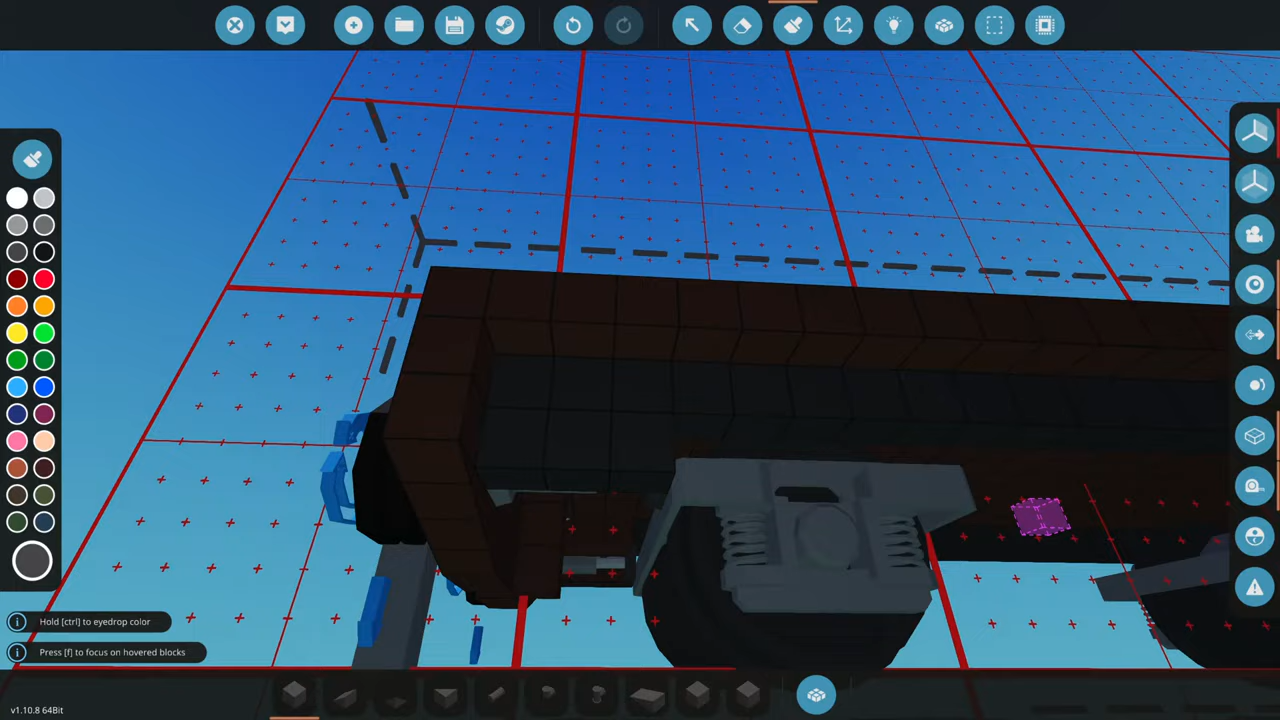 Hold [ctrl] to eyedrop color
Press [f] to focus on hovered blocks
v1.10.8 64Bit